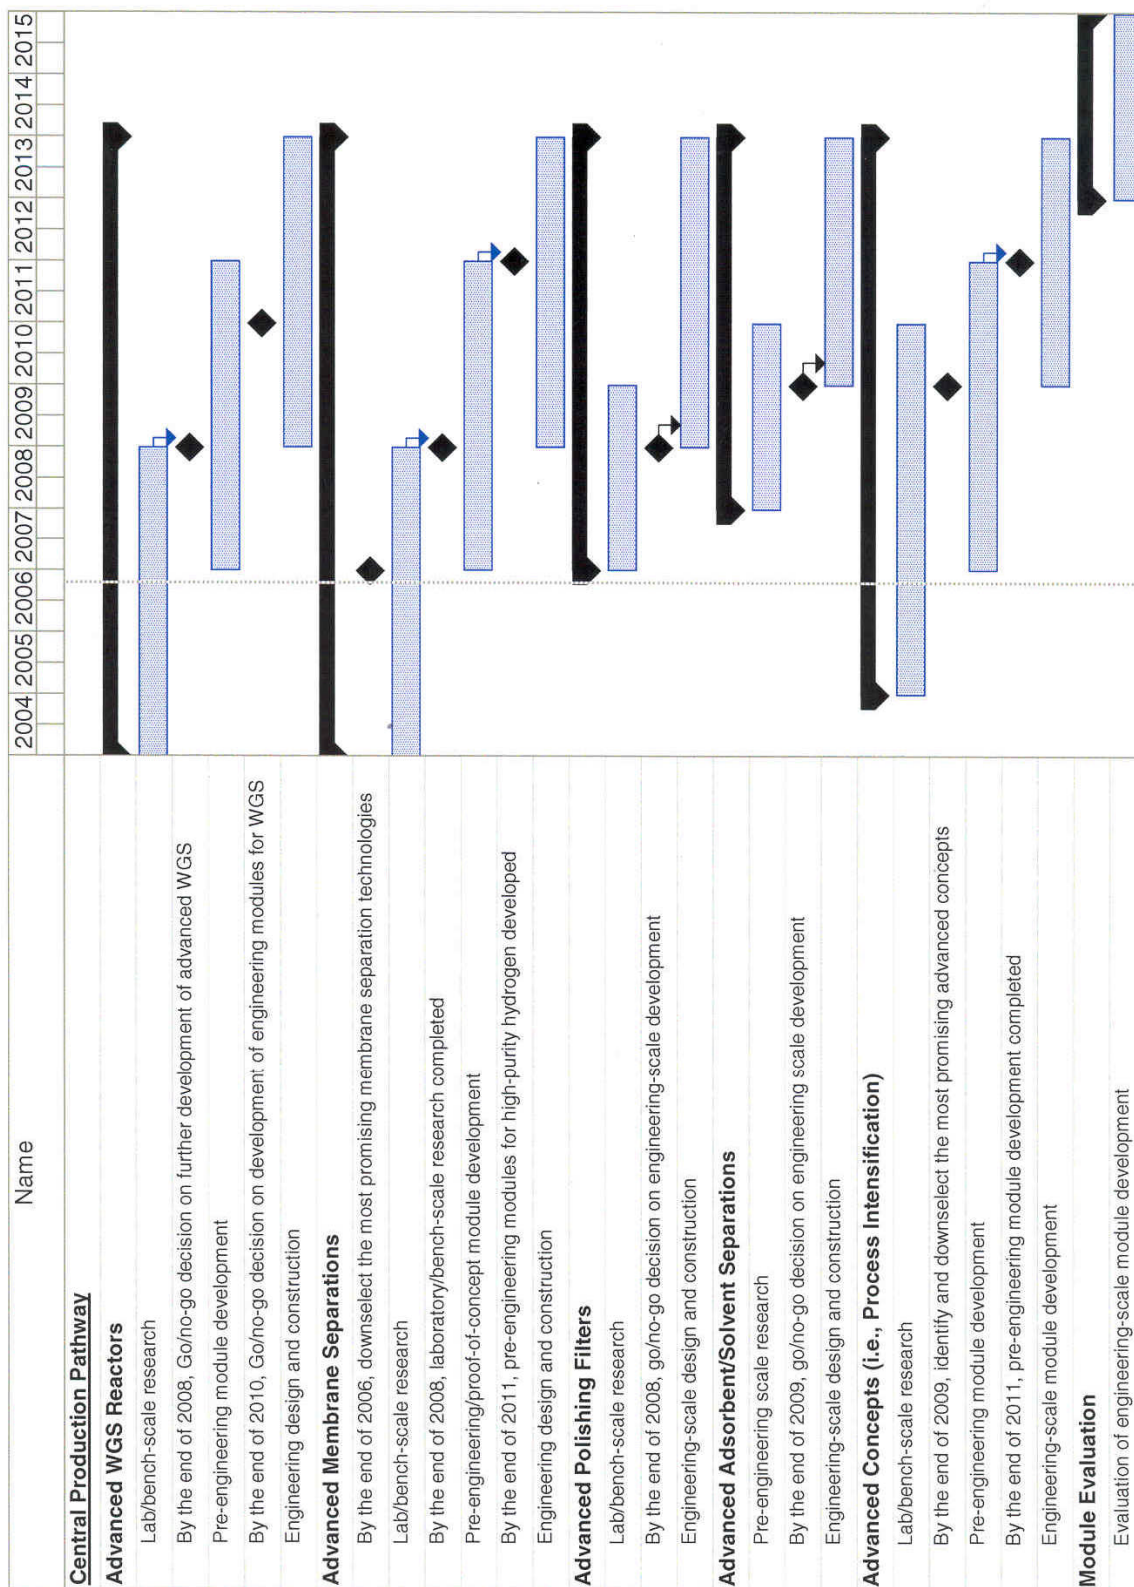 Name
2004 2005 2006 2007 2008 2009 2010 2011 2012 2013 2014 2015
Central Production Pathway
Advanced WGS Reactors
Lab/bench-scale research
By the end of 2008, Go/no-go decision on further development of advanced WGS
Pre-engineering module development
By the end of 2010, Go/no-go decision on development of engineering modules for WGS
Engineering design and construction
Advanced Membrane Separations
By the end of 2006, downselect the most promising membrane separation technologies
Lab/bench-scale research
By the end of 2008, laboratory/bench-scale research completed
Pre-engineering/proof-of-concept module development
By the end of 2011, pre-engineering modules for high-purity hydrogen developed
Engineering design and construction
Advanced Polishing Filters
Lab/bench-scale research
By the end of 2008, go/no-go decision on engineering-scale development
Engineering-scale design and construction
Advanced Adsorbent/Solvent Separations
Pre-engineering scale research
By the end of 2009, go/no-go decision on engineering scale development
Engineering-scale design and construction
Advanced Concepts (i.e., Process Intensification)
Lab/bench-scale research
By the end of 2009, identify and downselect the most promising advanced concepts
Pre-engineering module development
By the end of 2011, pre-engineering module development completed
Engineering-scale module development
Module Evaluation
Evaluation of engineering-scale module development